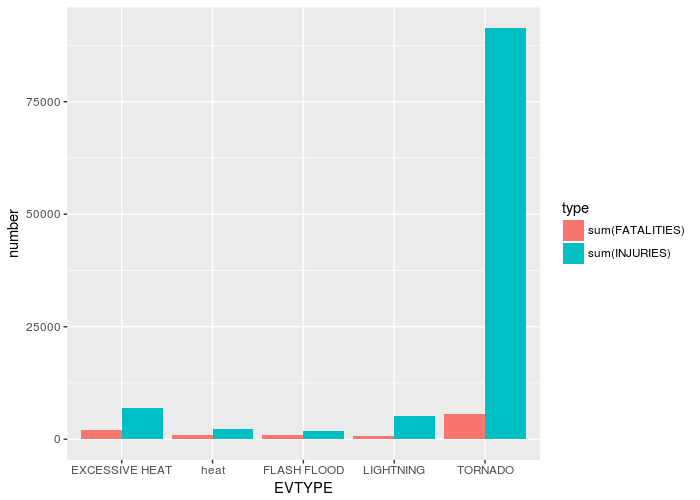 75000
50000
25000
0
number
EXCESSIVE HEAT
heat
FLASH FLOOD
LIGHTNING
TORNADO
EVTYPE
type
sum(FATALITIES)
sum(INJURIES)